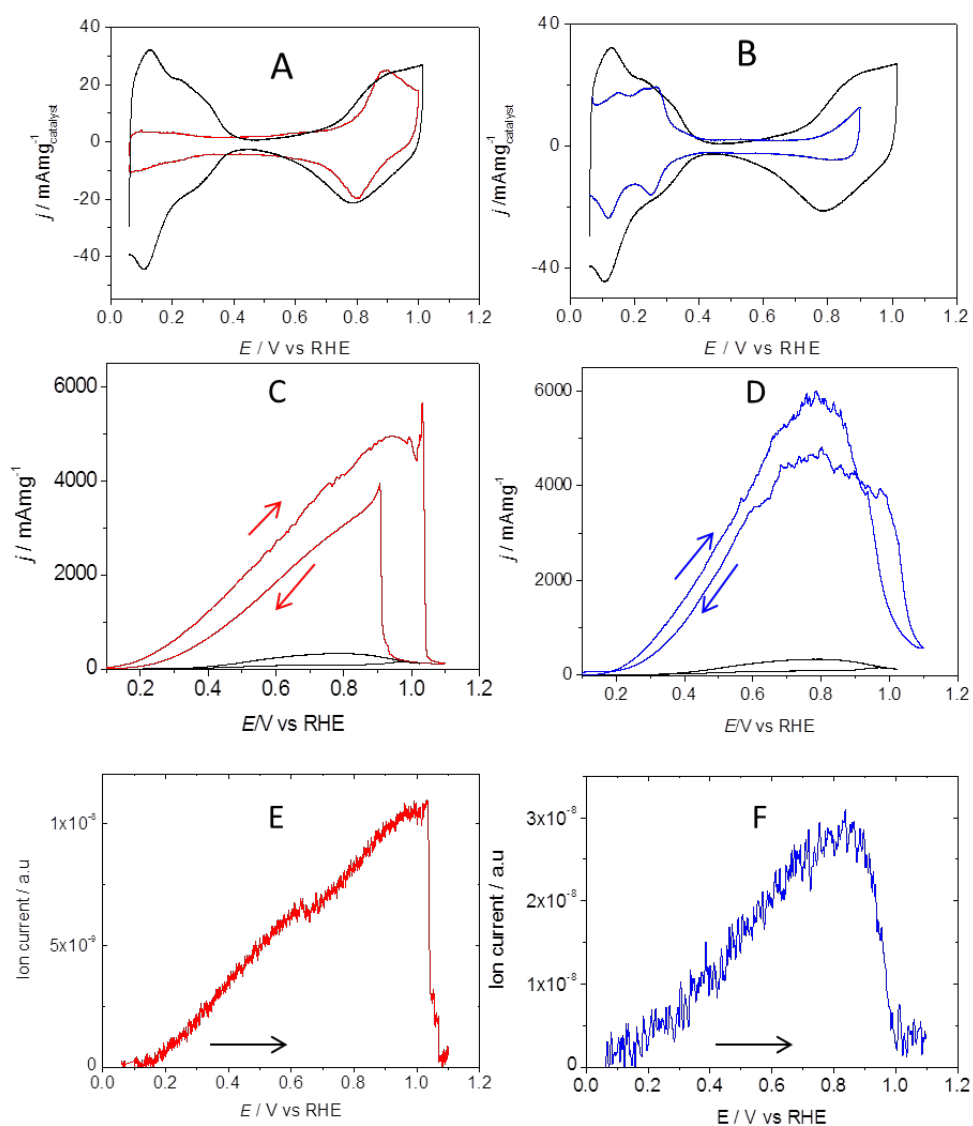 A
40
20
0
-20
-40
j / mAmg⁻¹catalyst
0.0 0.2 0.4 0.6 0.8 1.0 1.2
E / V vs RHE
B
40
20
0
-20
-40
j /mAmg⁻¹catalyst
0.0 0.2 0.4 0.6 0.8 1.0 1.2
E / V vs RHE
C
6000
4000
2000
0
j / mAmg⁻¹
0.2 0.4 0.6 0.8 1.0 1.2
E/V vs RHE
D
6000
4000
2000
0
j / mAmg⁻¹
0.2 0.4 0.6 0.8 1.0 1.2
E/V vs RHE
E
1x10⁻⁸
5x10⁻⁹
0
Ion current / a.u
0.0 0.2 0.4 0.6 0.8 1.0 1.2
E / V vs RHE
F
3x10⁻⁸
2x10⁻⁸
1x10⁻⁸
0
Ion current / a.u
0.0 0.2 0.4 0.6 0.8 1.0 1.2
E / V vs RHE